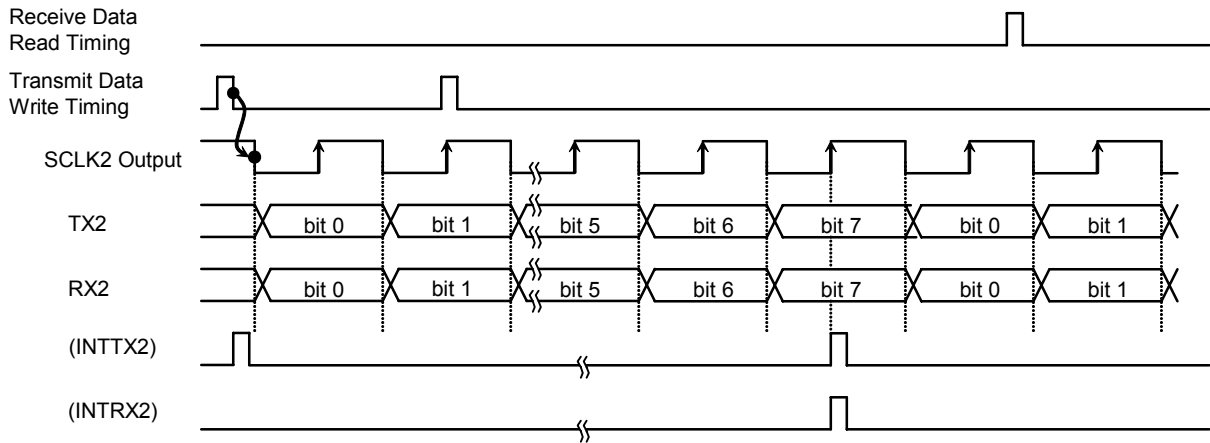 Receive Data
Read Timing
Transmit Data
Write Timing
SCLK2 Output
TX2
bit 0 bit 1 bit 5 bit 6 bit 7 bit 0 bit 1
RX2
bit 0 bit 1 bit 5 bit 6 bit 7 bit 0 bit 1
(INTTX2)
(INTRX2)